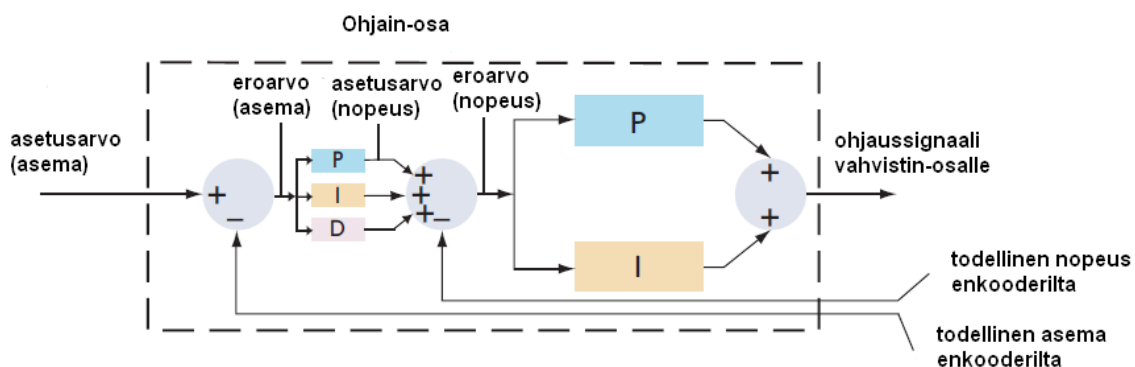 Ohjain-osa
eroarvo
(asema)
asetusarvo
(nopeus)
eroarvo
(nopeus)
asetusarvo
(asema)
+
−
P
I
D
+
+
+
−
P
I
+
+
ohjaussignaali
vahvistin-osalle
todellinen nopeus
enkooderilta
todellinen asema
enkooderilta